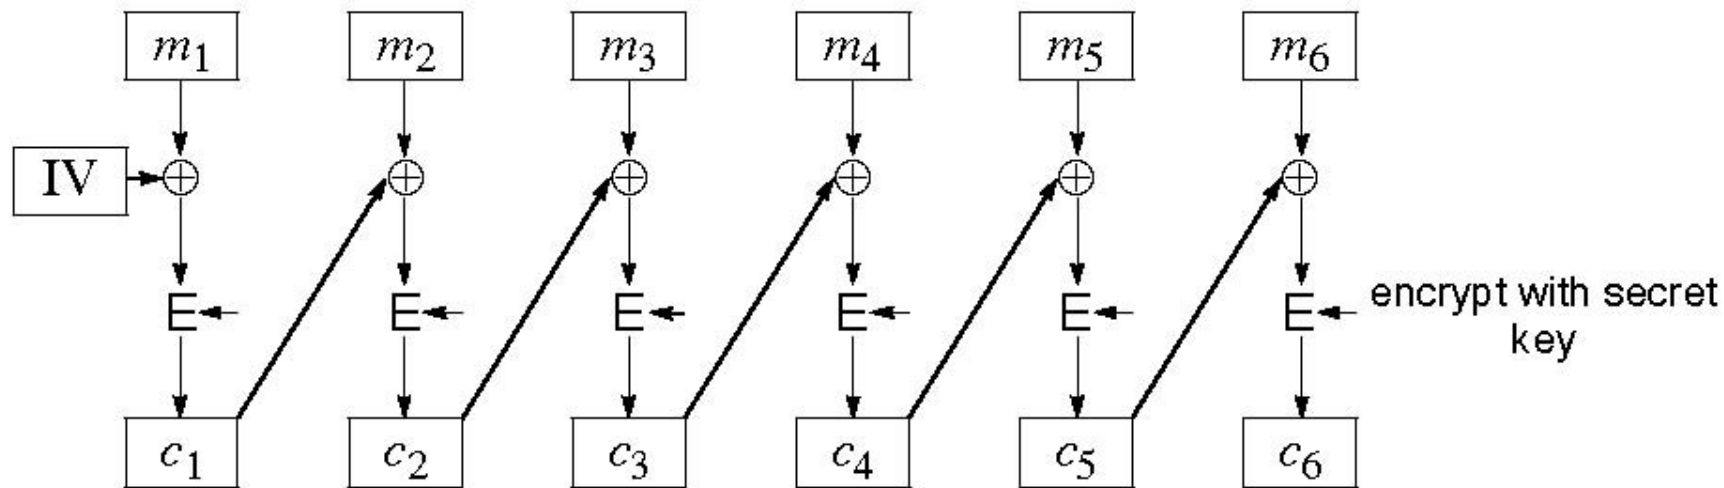 m1 m2 m3 m4 m5 m6
IV
E E E E E E encrypt with secret
key
c1 c2 c3 c4 c5 c6